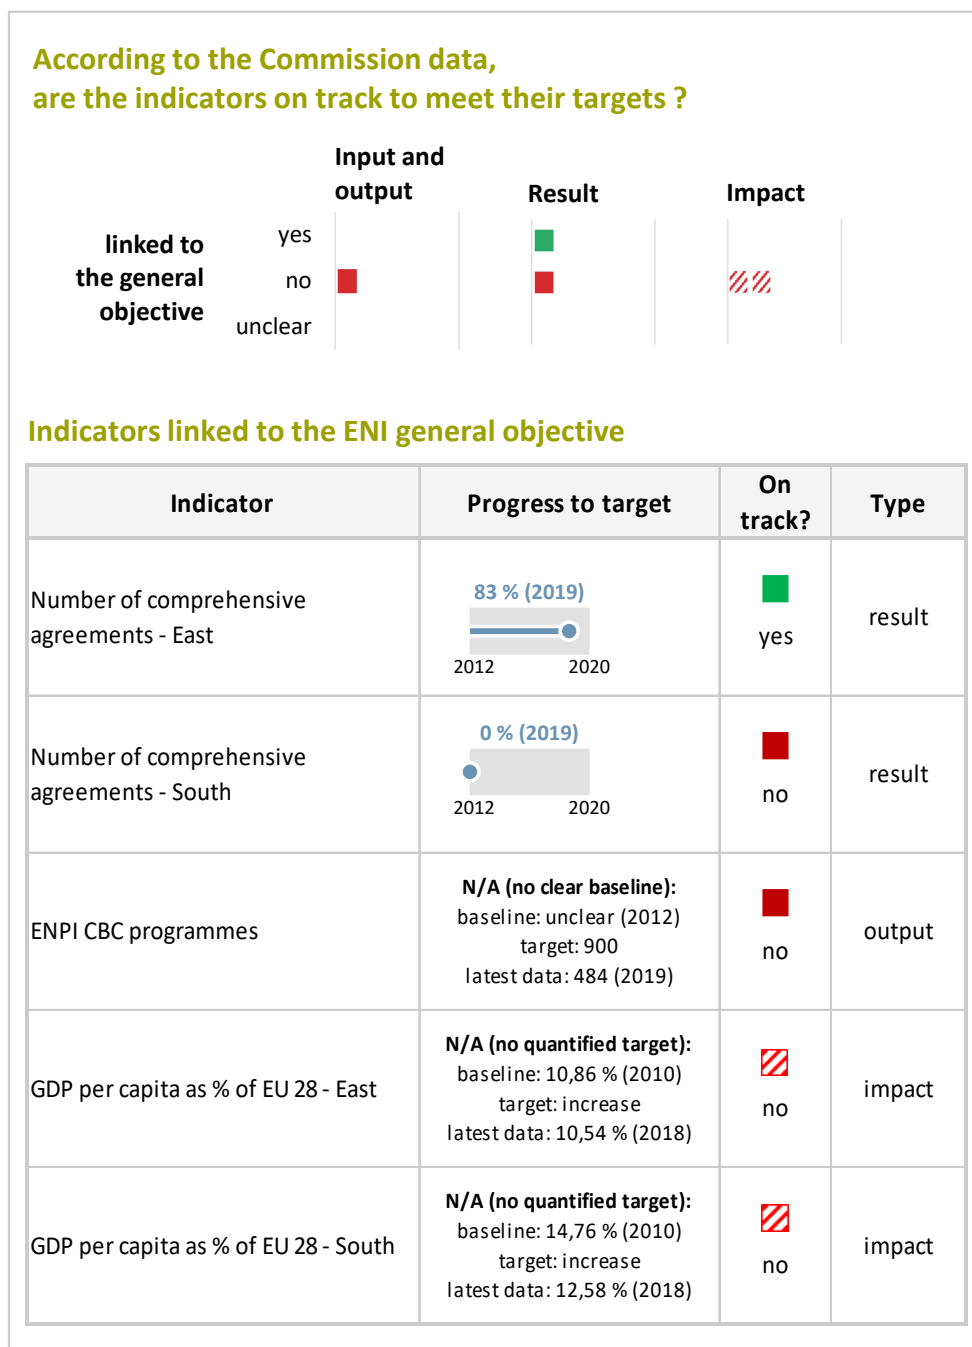 According to the Commission data,
are the indicators on track to meet their targets ?
Input and
output
Result
Impact
linked to
the general
objective
yes
no
unclear
Indicators linked to the ENI general objective
Indicator
Progress to target
On
track?
Type
Number of comprehensive
agreements - East
83 % (2019)
2012
2020
yes
result
Number of comprehensive
agreements - South
0 % (2019)
2012
2020
no
result
ENPI CBC programmes
N/A (no clear baseline):
baseline: unclear (2012)
target: 900
latest data: 484 (2019)
no
output
GDP per capita as % of EU 28 - East
N/A (no quantified target):
baseline: 10,86 % (2010)
target: increase
latest data: 10,54 % (2018)
no
impact
GDP per capita as % of EU 28 - South
N/A (no quantified target):
baseline: 14,76 % (2010)
target: increase
latest data: 12,58 % (2018)
no
impact